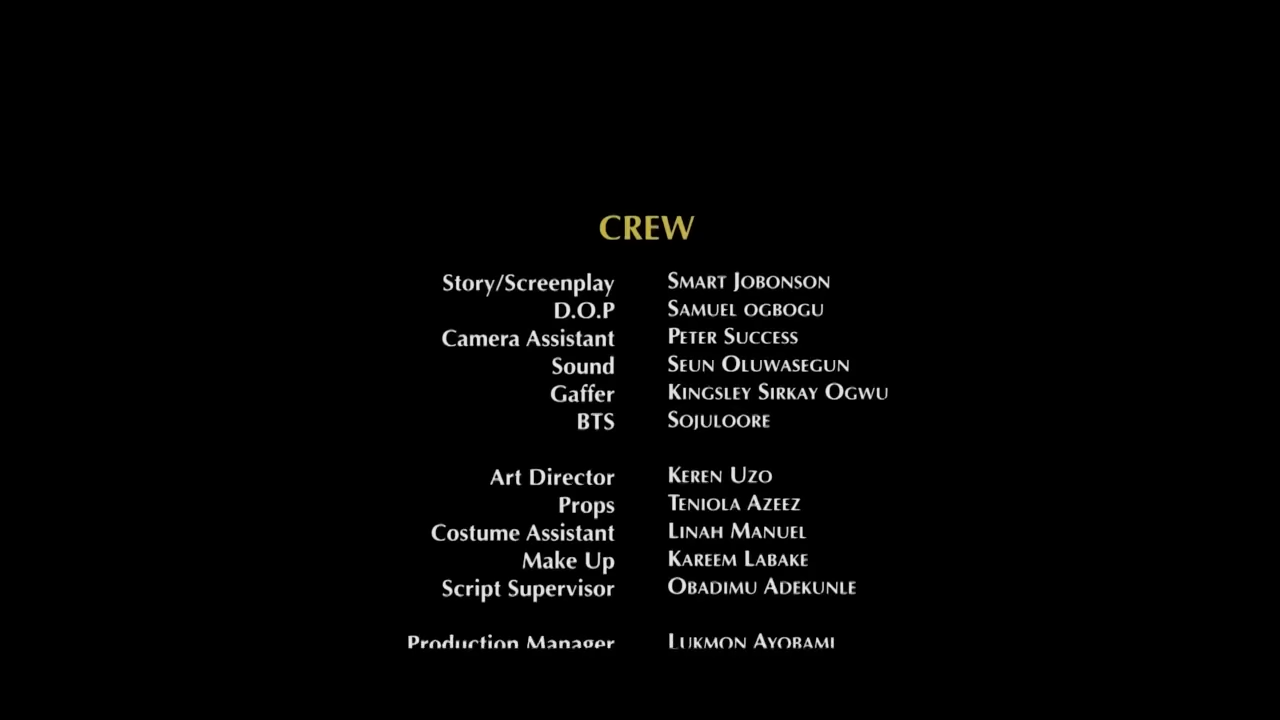 CREW
Story/Screenplay Smart Jobonson
D.O.P Samuel ogbogu
Camera Assistant Peter Success
Sound Seun Oluwasegun
Gaffer Kingsley Sirkay Ogwu
BTS Sojuloore
Art Director Keren Uzo
Props Teniola Azeez
Costume Assistant Linah Manuel
Make Up Kareem Labake
Script Supervisor Obadimu Adekunle
Production Manager Lukmon Ayobami